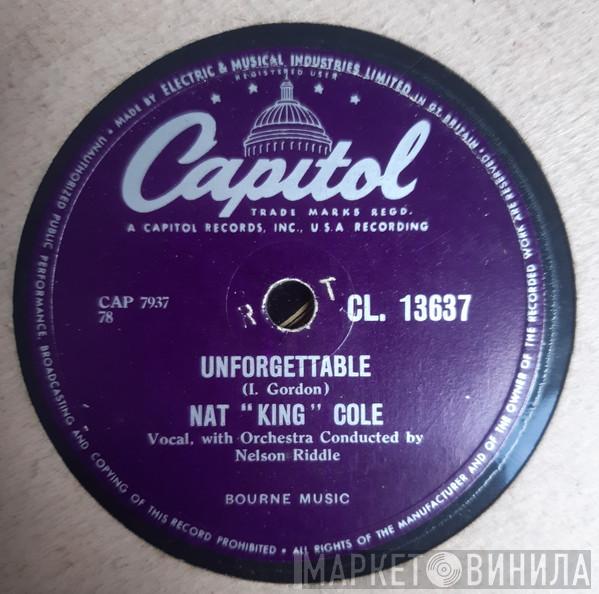 MADE BY ELECTRIC & MUSICAL INDUSTRIES LIMITED IN GT. BRITAIN •
REGISTERED USER
Capitol
TRADE MARKS REGD.
A CAPITOL RECORDS, INC., U.S.A RECORDING
R T
CAP 7937
78
CL. 13637
UNFORGETTABLE
(I. Gordon)
NAT "KING" COLE
Vocal, with Orchestra Conducted by
Nelson Riddle
BOURNE MUSIC
• UNAUTHORIZED PUBLIC PERFORMANCE, BROADCASTING AND COPYING OF THIS RECORD PROHIBITED • ALL RIGHTS OF THE MANUFACTURER AND OF THE OWNER OF THE RECORDED WORK ARE RESERVED.
МАРКЕТ ВИНИЛА